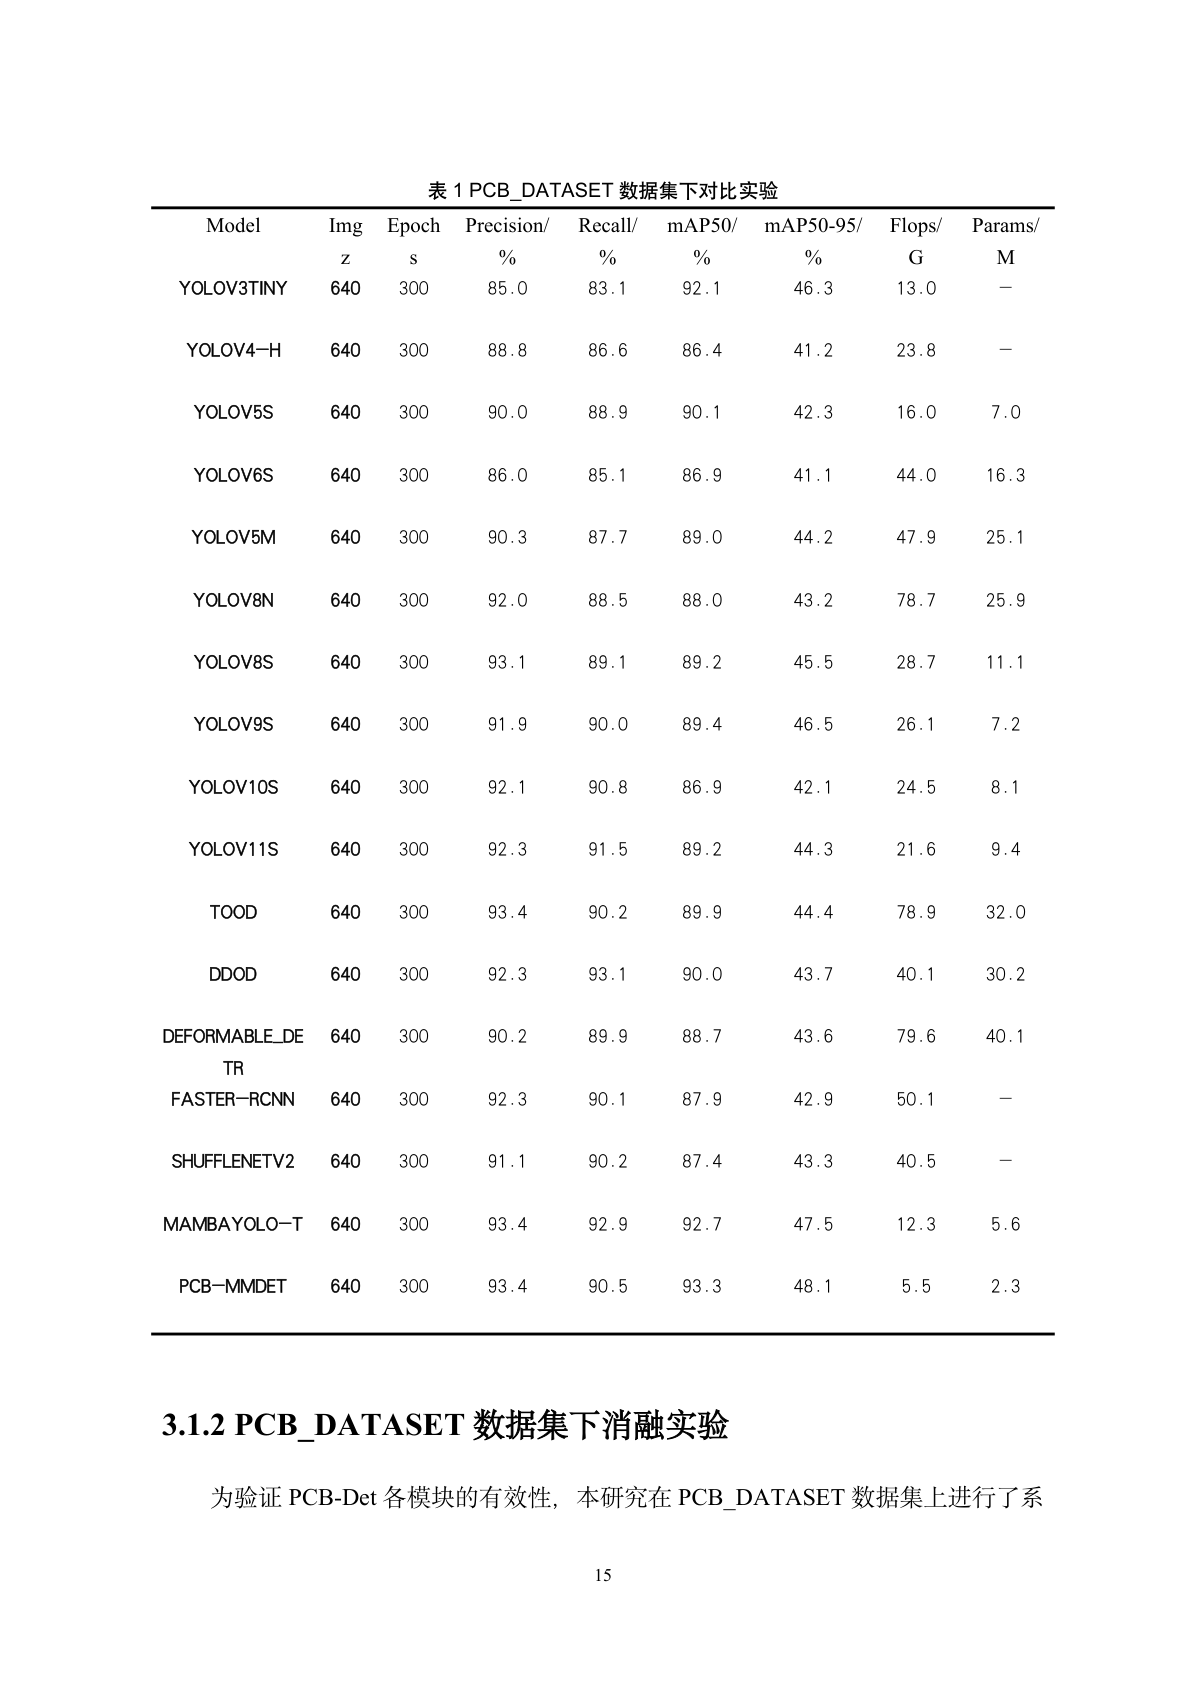 表 1 PCB_DATASET 数据集下对比实验
Model Img Epoch Precision/ Recall/ mAP50/ mAP50-95/ Flops/ Params/
z s % % % % G M
YOLOV3TINY 640 300 85.0 83.1 92.1 46.3 13.0 —
YOLOV4—H 640 300 88.8 86.6 86.4 41.2 23.8 —
YOLOV5S 640 300 90.0 88.9 90.1 42.3 16.0 7.0
YOLOV6S 640 300 86.0 85.1 86.9 41.1 44.0 16.3
YOLOV5M 640 300 90.3 87.7 89.0 44.2 47.9 25.1
YOLOV8N 640 300 92.0 88.5 88.0 43.2 78.7 25.9
YOLOV8S 640 300 93.1 89.1 89.2 45.5 28.7 11.1
YOLOV9S 640 300 91.9 90.0 89.4 46.5 26.1 7.2
YOLOV10S 640 300 92.1 90.8 86.9 42.1 24.5 8.1
YOLOV11S 640 300 92.3 91.5 89.2 44.3 21.6 9.4
TOOD 640 300 93.4 90.2 89.9 44.4 78.9 32.0
DDOD 640 300 92.3 93.1 90.0 43.7 40.1 30.2
DEFORMABLE_DE 640 300 90.2 89.9 88.7 43.6 79.6 40.1
TR
FASTER—RCNN 640 300 92.3 90.1 87.9 42.9 50.1 —
SHUFFLENETV2 640 300 91.1 90.2 87.4 43.3 40.5 —
MAMBAYOLO—T 640 300 93.4 92.9 92.7 47.5 12.3 5.6
PCB—MMDET 640 300 93.4 90.5 93.3 48.1 5.5 2.3
3.1.2 PCB_DATASET 数据集下消融实验
为验证 PCB-Det 各模块的有效性，本研究在 PCB_DATASET 数据集上进行了系
15